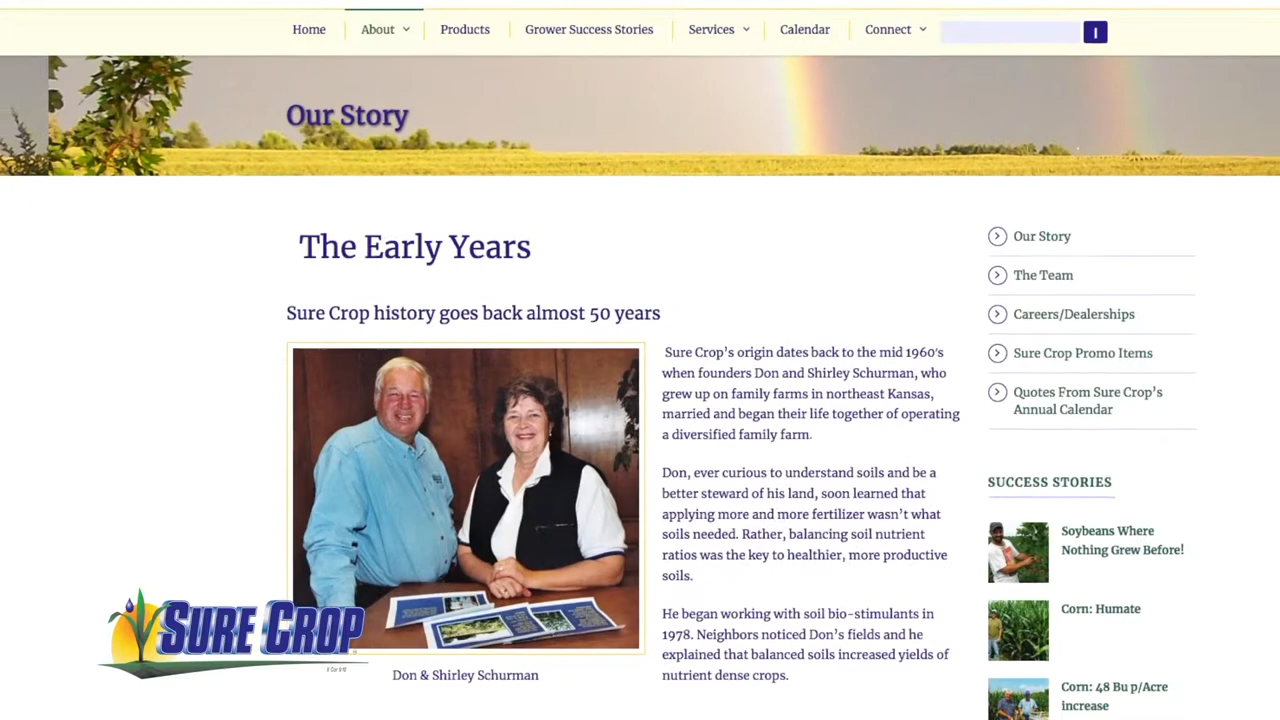 Home
About
Products
Grower Success Stories
Services
Calendar
Connect
Our Story
The Early Years
Sure Crop history goes back almost 50 years
Sure Crop's origin dates back to the mid 1960's
when founders Don and Shirley Schurman, who
grew up on family farms in northeast Kansas,
married and began their life together of operating
a diversified family farm.
Don, ever curious to understand soils and be a
better steward of his land, soon learned that
applying more and more fertilizer wasn't what
soils needed. Rather, balancing soil nutrient
ratios was the key to healthier, more productive
soils.
He began working with soil bio-stimulants in
1978. Neighbors noticed Don's fields and he
explained that balanced soils increased yields of
nutrient dense crops.
Don & Shirley Schurman
SURE CROP
Our Story
The Team
Careers/Dealerships
Sure Crop Promo Items
Quotes From Sure Crop's
Annual Calendar
SUCCESS STORIES
Soybeans Where
Nothing Grew Before!
Corn: Humate
Corn: 48 Bu p/Acre
increase